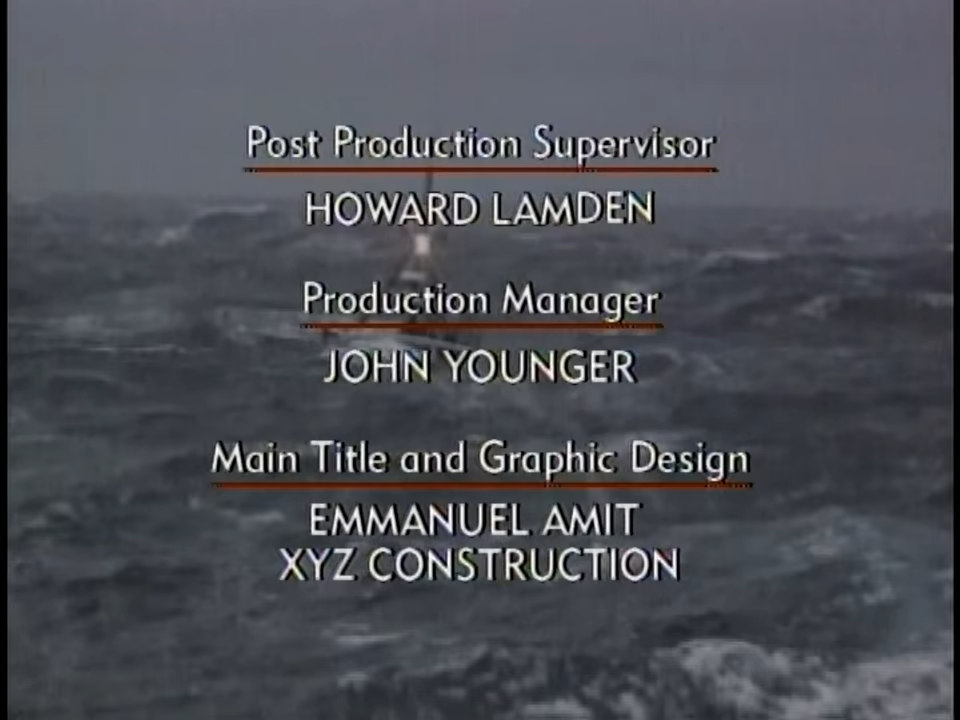 Post Production Supervisor
HOWARD LAMDEN
Production Manager
JOHN YOUNGER
Main Title and Graphic Design
EMMANUEL AMIT
XYZ CONSTRUCTION